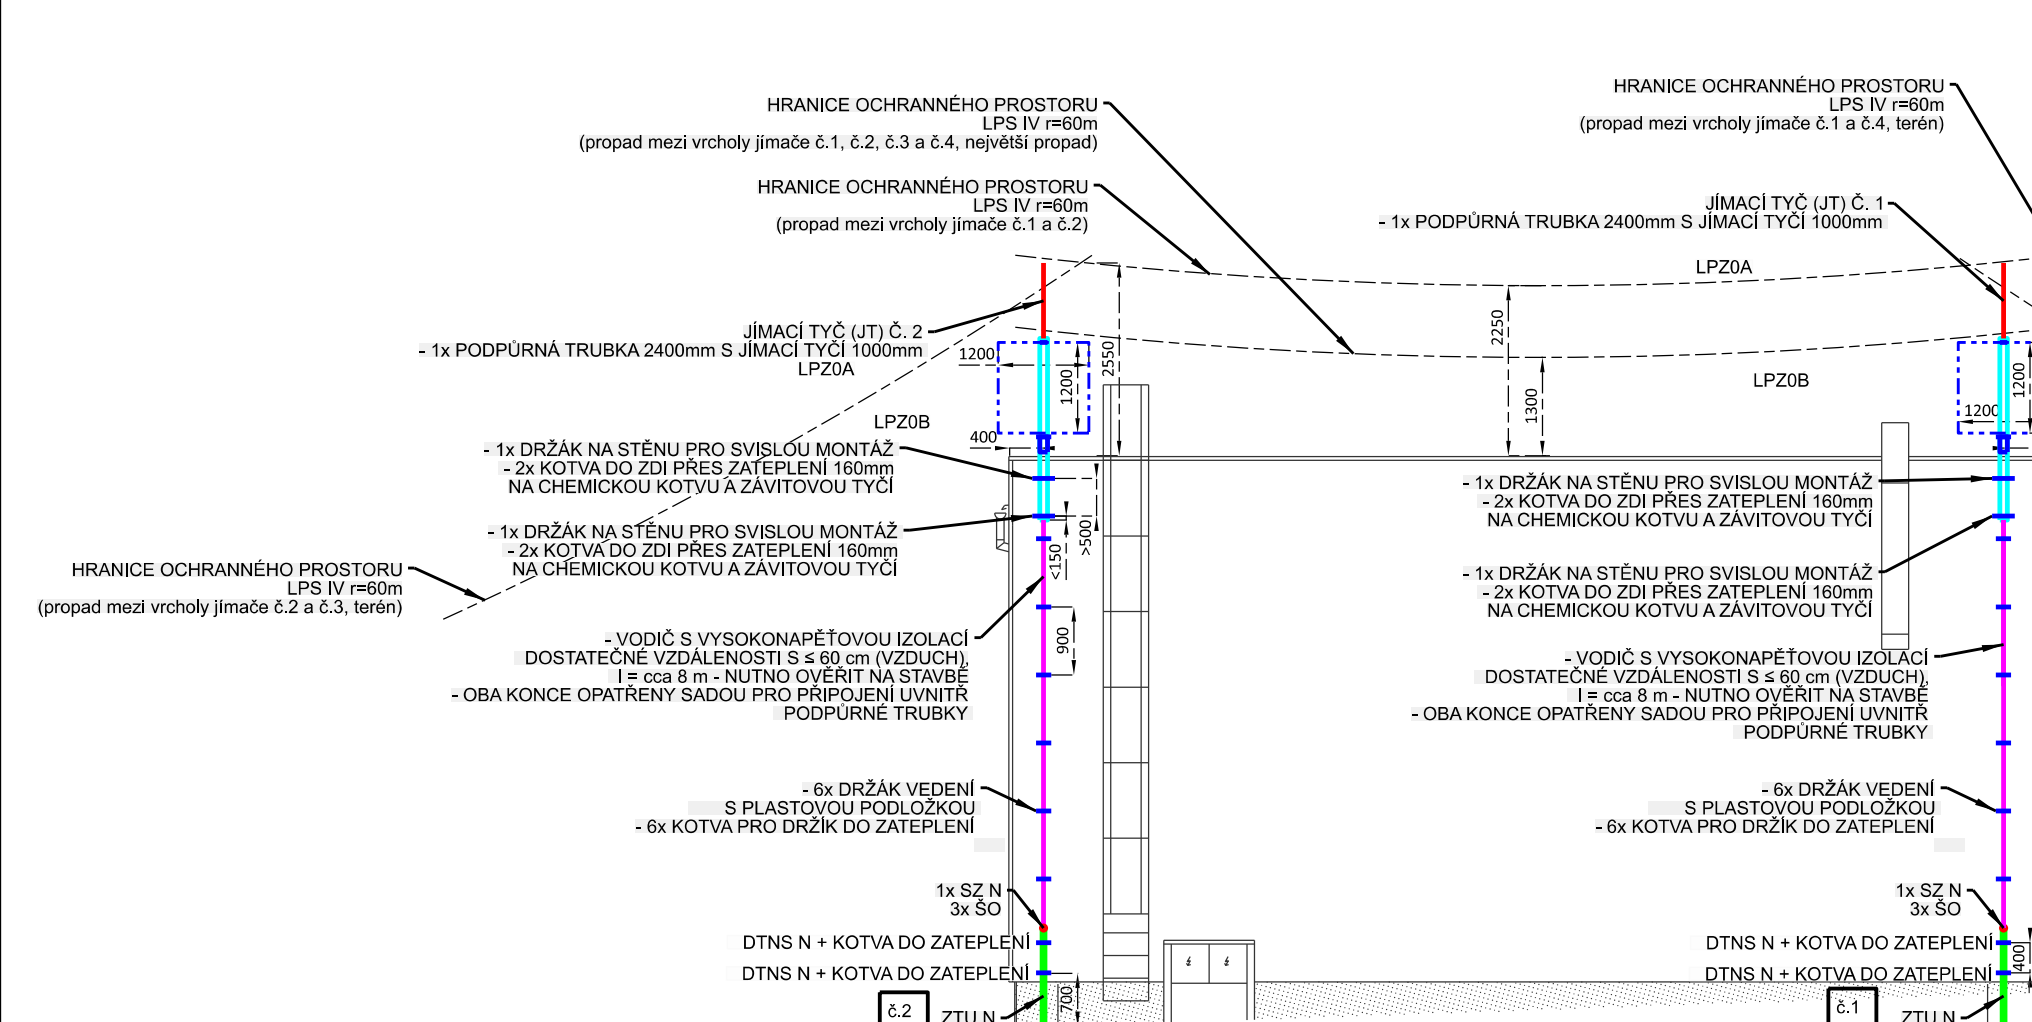 HRANICE OCHRANNÉHO PROSTORU
LPS IV r=60m
(propad mezi vrcholy jímače č.1, č.2, č.3 a č.4, největší propad)
HRANICE OCHRANNÉHO PROSTORU
LPS IV r=60m
(propad mezi vrcholy jímače č.1 a č.2)
HRANICE OCHRANNÉHO PROSTORU
LPS IV r=60m
(propad mezi vrcholy jímače č.1 a č.4, terén)
JÍMACÍ TYČ (JT) Č. 1
- 1x PODPŮRNÁ TRUBKA 2400mm S JÍMACÍ TYČÍ 1000mm
LPZ0A
JÍMACÍ TYČ (JT) Č. 2
- 1x PODPŮRNÁ TRUBKA 2400mm S JÍMACÍ TYČÍ 1000mm
LPZ0A
1200
1200
2550
2250
1300
LPZ0B
1200
1200
LPZ0B
400
- 1x DRŽÁK NA STĚNU PRO SVISLOU MONTÁŽ
- 2x KOTVA DO ZDI PŘES ZATEPLENÍ 160mm
NA CHEMICKOU KOTVU A ZÁVITOVOU TYČÍ
- 1x DRŽÁK NA STĚNU PRO SVISLOU MONTÁŽ
- 2x KOTVA DO ZDI PŘES ZATEPLENÍ 160mm
NA CHEMICKOU KOTVU A ZÁVITOVOU TYČÍ
>500
<150
900
HRANICE OCHRANNÉHO PROSTORU
LPS IV r=60m
(propad mezi vrcholy jímače č.2 a č.3, terén)
- VODIČ S VYSOKONAPĚŤOVOU IZOLACÍ
DOSTATEČNÉ VZDÁLENOSTI S ≤ 60 cm (VZDUCH),
l = cca 8 m - NUTNO OVĚŘIT NA STAVBĚ
- OBA KONCE OPATŘENY SADOU PRO PŘIPOJENÍ UVNITŘ
PODPŮRNÉ TRUBKY
- 6x DRŽÁK VEDENÍ
S PLASTOVOU PODLOŽKOU
- 6x KOTVA PRO DRŽÍK DO ZATEPLENÍ
1x SZ N
3x ŠO
DTNS N + KOTVA DO ZATEPLENÍ
DTNS N + KOTVA DO ZATEPLENÍ
700
č.2
ZTU N
- 1x DRŽÁK NA STĚNU PRO SVISLOU MONTÁŽ
- 2x KOTVA DO ZDI PŘES ZATEPLENÍ 160mm
NA CHEMICKOU KOTVU A ZÁVITOVOU TYČÍ
- 1x DRŽÁK NA STĚNU PRO SVISLOU MONTÁŽ
- 2x KOTVA DO ZDI PŘES ZATEPLENÍ 160mm
NA CHEMICKOU KOTVU A ZÁVITOVOU TYČÍ
- VODIČ S VYSOKONAPĚŤOVOU IZOLACÍ
DOSTATEČNÉ VZDÁLENOSTI S ≤ 60 cm (VZDUCH),
l = cca 8 m - NUTNO OVĚŘIT NA STAVBĚ
- OBA KONCE OPATŘENY SADOU PRO PŘIPOJENÍ UVNITŘ
PODPŮRNÉ TRUBKY
- 6x DRŽÁK VEDENÍ
S PLASTOVOU PODLOŽKOU
- 6x KOTVA PRO DRŽÍK DO ZATEPLENÍ
1x SZ N
3x ŠO
DTNS N + KOTVA DO ZATEPLENÍ
DTNS N + KOTVA DO ZATEPLENÍ
400
č.1
ZTU N